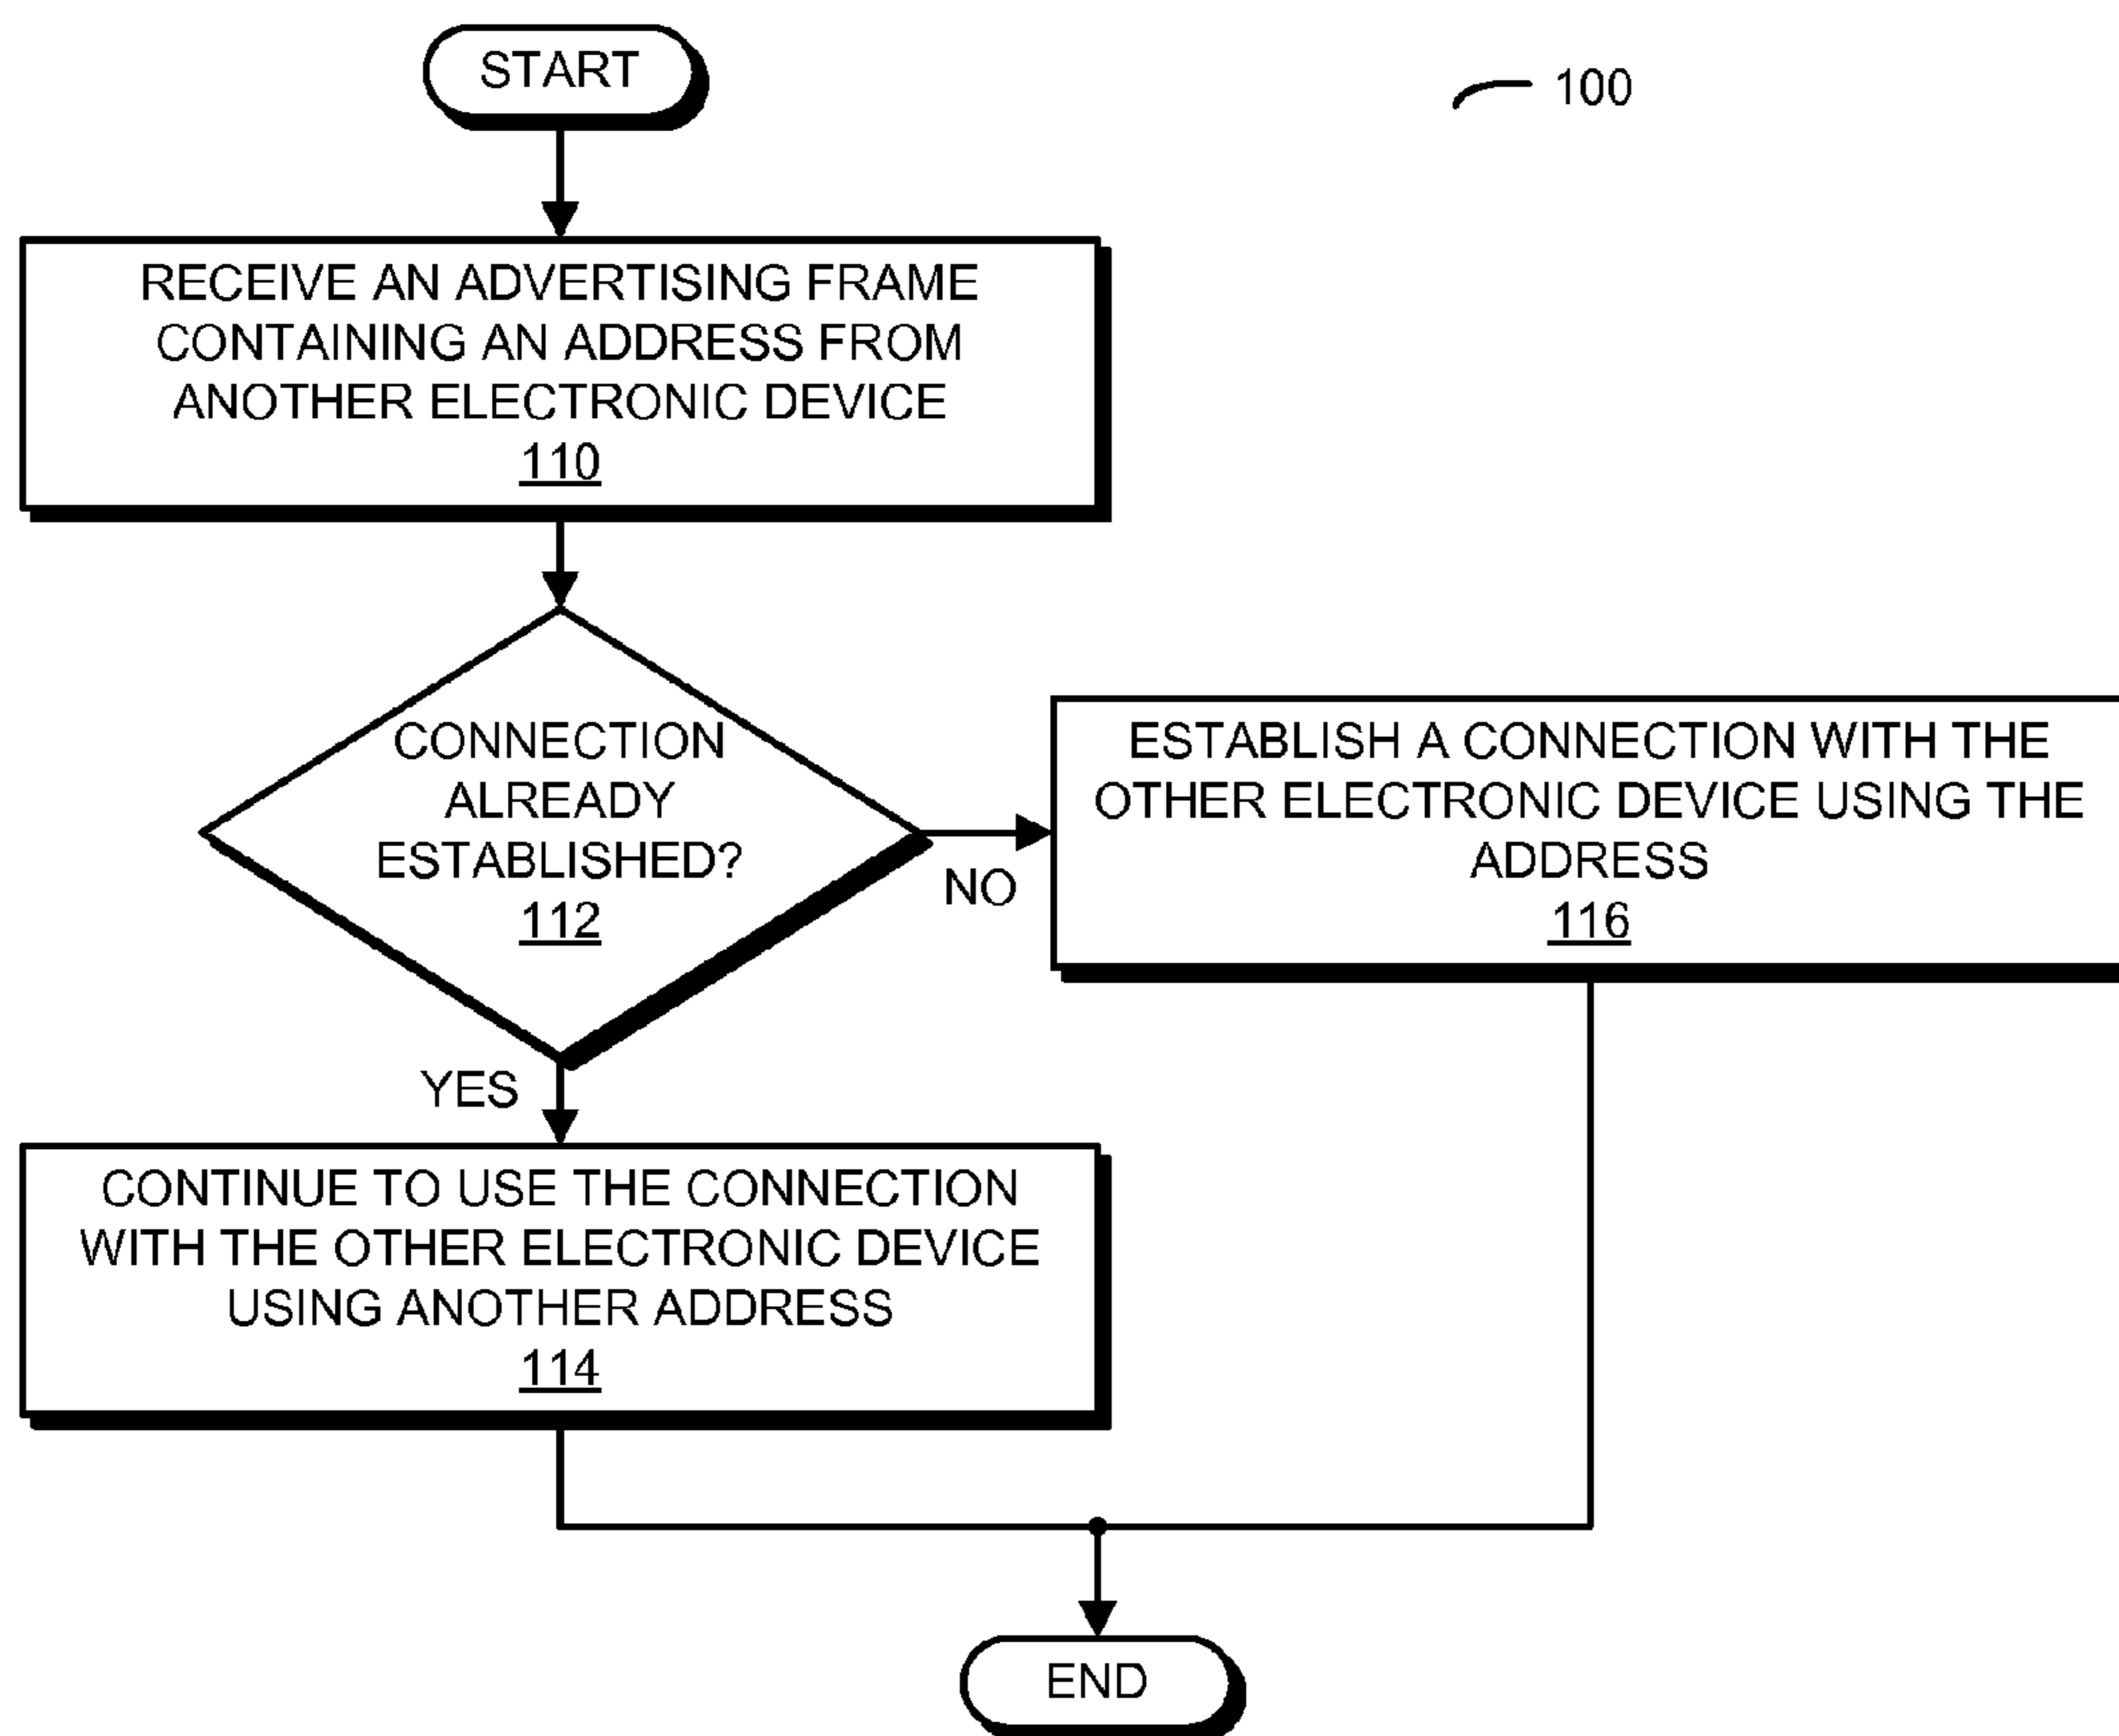 START
100
RECEIVE AN ADVERTISING FRAME
CONTAINING AN ADDRESS FROM
ANOTHER ELECTRONIC DEVICE
110
CONNECTION
ALREADY
ESTABLISHED?
112
NO
ESTABLISH A CONNECTION WITH THE
OTHER ELECTRONIC DEVICE USING THE
ADDRESS
116
YES
CONTINUE TO USE THE CONNECTION
WITH THE OTHER ELECTRONIC DEVICE
USING ANOTHER ADDRESS
114
END